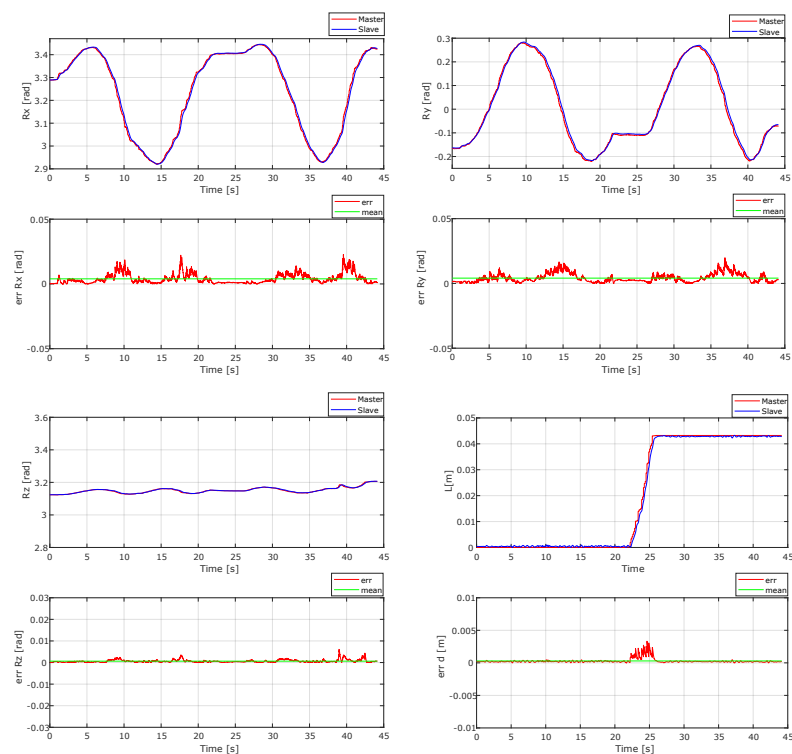 Master
Slave
Rx [rad]
3.4
3.3
3.2
3.1
3.0
2.9
0 5 10 15 20 25 30 35 40 45
Time [s]
Master
Slave
Ry [rad]
0.3
0.2
0.1
0
-0.1
-0.2
0 5 10 15 20 25 30 35 40 45
Time [s]
err
mean
err Rx [rad]
0.05
0
-0.05
0 5 10 15 20 25 30 35 40 45
Time [s]
err
mean
err Ry [rad]
0.05
0
-0.05
0 5 10 15 20 25 30 35 40 45
Time [s]
Master
Slave
Rz [rad]
3.6
3.4
3.2
3.0
2.8
0 5 10 15 20 25 30 35 40 45
Time [s]
Master
Slave
L[m]
0.05
0.04
0.03
0.02
0.01
0
0 5 10 15 20 25 30 35 40 45
Time
err
mean
err Rz [rad]
0.03
0.02
0.01
0
-0.01
-0.02
-0.03
0 5 10 15 20 25 30 35 40 45
Time [s]
err
mean
err d [m]
0.01
0.005
0
-0.005
-0.01
0 5 10 15 20 25 30 35 40 45
Time [s]